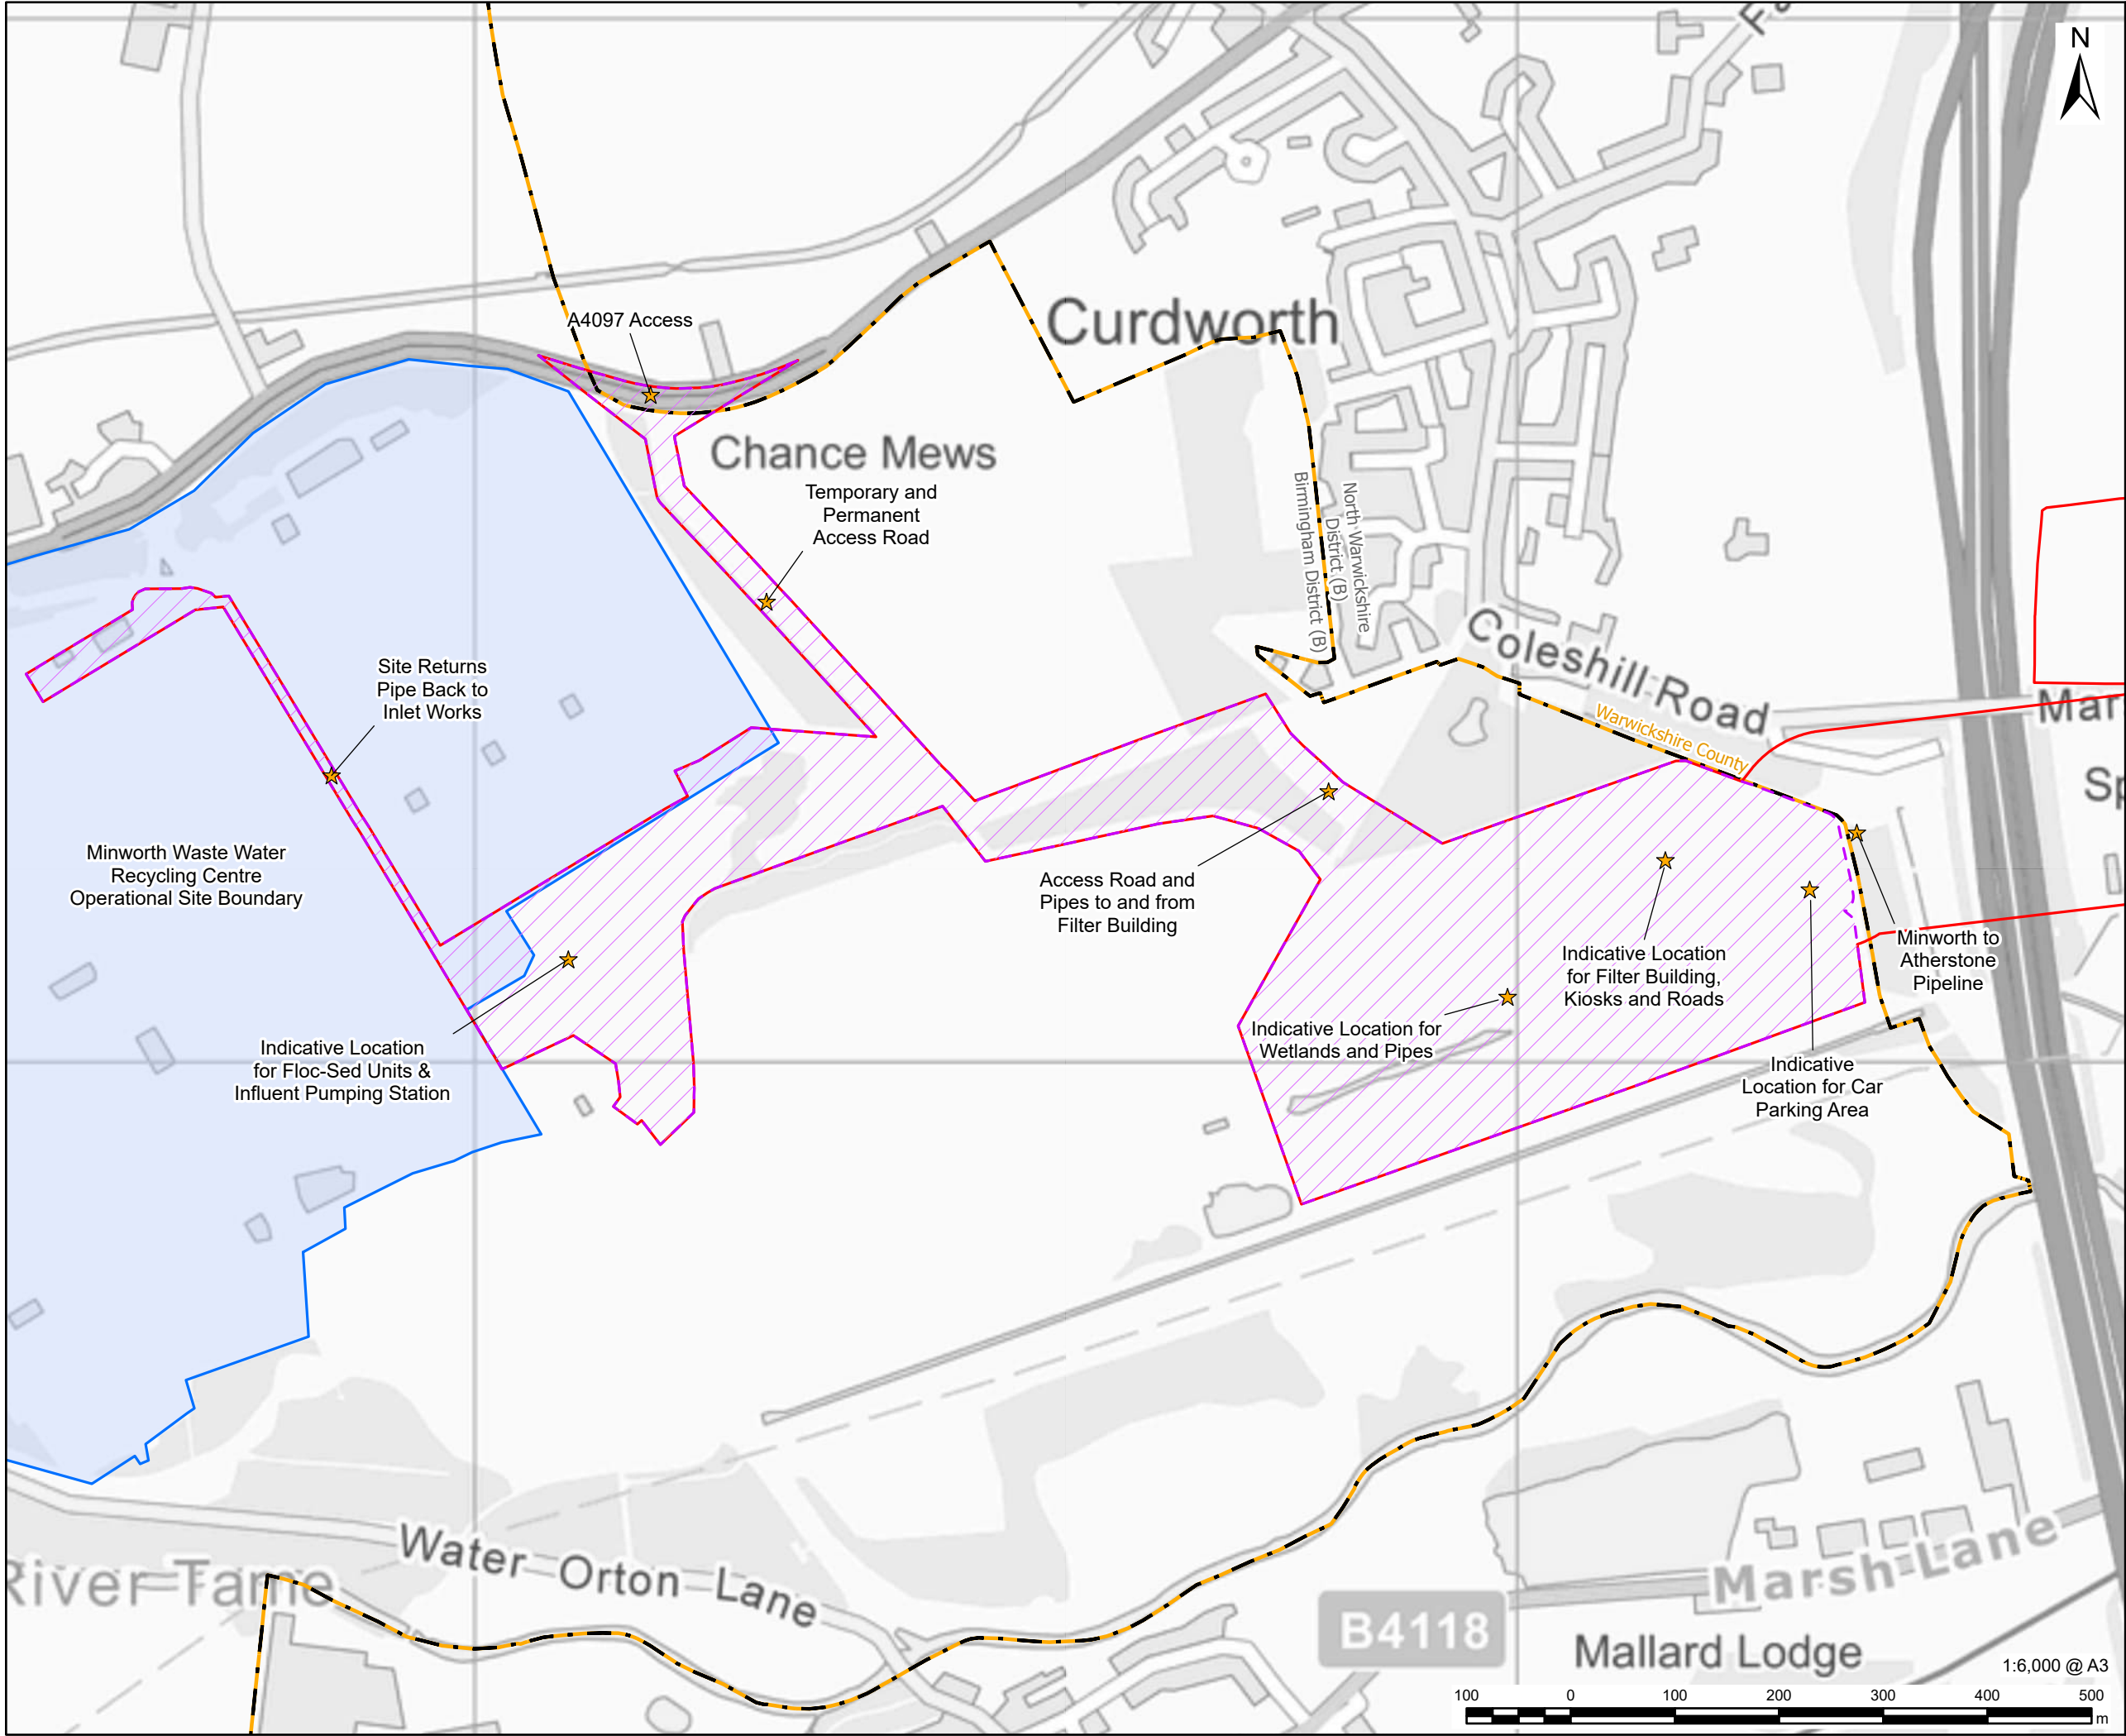 N
A4097 Access
Curdworth
Chance Mews
Temporary and
Permanent
Access Road
North Warwickshire
District (B)
Birmingham District (B)
Coleshill Road
Warwickshire County
Site Returns
Pipe Back to
Inlet Works
Minworth Waste Water
Recycling Centre
Operational Site Boundary
Access Road and
Pipes to and from
Filter Building
Indicative Location
for Filter Building,
Kiosks and Roads
Minworth to
Atherstone
Pipeline
Indicative Location for
Wetlands and Pipes
Indicative Location
for Floc-Sed Units &
Influent Pumping Station
Indicative
Location for Car
Parking Area
River Tame
Water Orton Lane
Marsh Lane
B4118
Mallard Lodge
1:6,000 @ A3
100 0 100 200 300 400 500
m